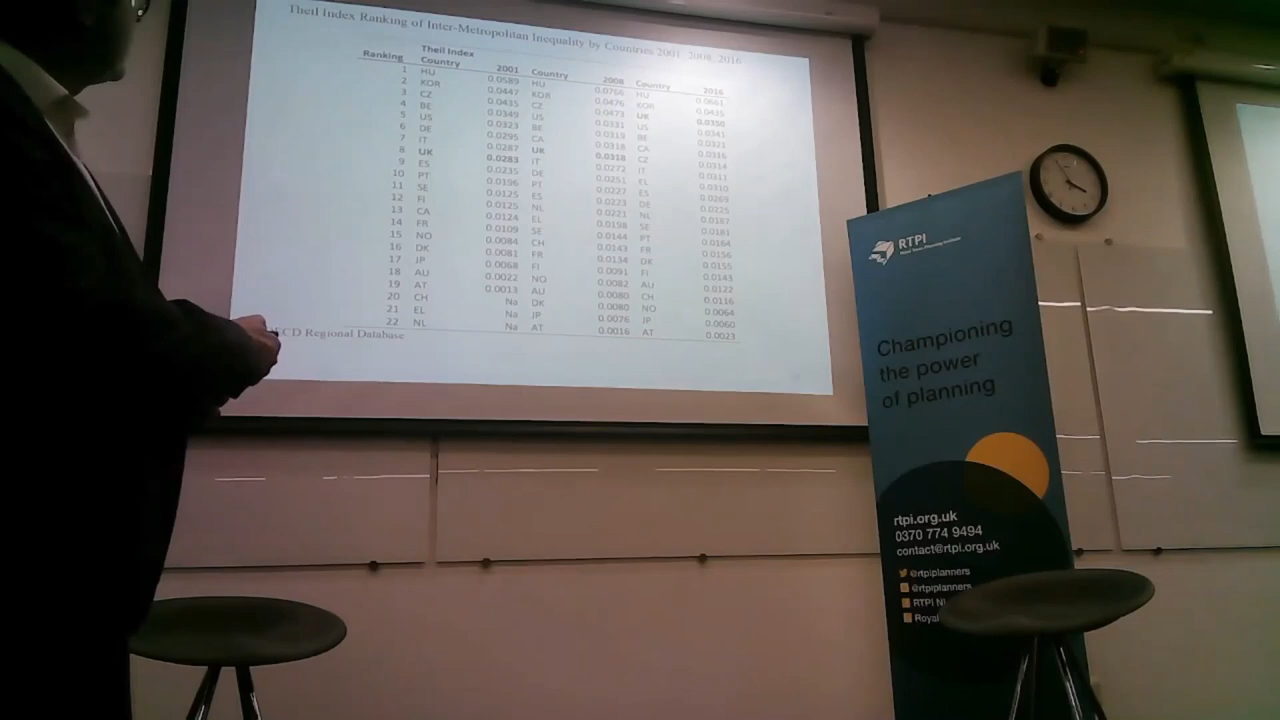 Theil Index Ranking of Inter-Metropolitan Inequality by Countries 2001, 2008, 2016
Theil Index
Ranking Country 2001 Country 2008 Country 2016
1 HU 0.0589 HU 0.0766 HU 0.0661
2 KOR 0.0447 KOR 0.0476 KOR 0.0435
3 CZ 0.0435 CZ 0.0473 UK 0.0350
4 BE 0.0349 US 0.0331 US 0.0341
5 US 0.0323 BE 0.0319 BE 0.0321
6 DE 0.0295 CA 0.0318 CA 0.0316
7 IT 0.0287 UK 0.0318 CZ 0.0314
8 UK 0.0283 IT 0.0272 IT 0.0311
9 ES 0.0235 DE 0.0251 EL 0.0310
10 PT 0.0156 PT 0.0227 ES 0.0269
11 SE 0.0125 ES 0.0223 DE 0.0225
12 FI 0.0125 NL 0.0221 NL 0.0187
13 CA 0.0124 EL 0.0158 SE 0.0181
14 FR 0.0109 SE 0.0144 PT 0.0164
15 NO 0.0084 CH 0.0143 FR 0.0156
16 DK 0.0081 FR 0.0134 DK 0.0155
17 JP 0.0068 FI 0.0091 FI 0.0143
18 AU 0.0022 NO 0.0082 AU 0.0122
19 AT 0.0013 AU 0.0080 CH 0.0116
20 CH Na DK 0.0080 NO 0.0064
21 EL Na JP 0.0076 JP 0.0060
22 NL Na AT 0.0016 AT 0.0023
CD Regional Database
RTPI
Royal Town Planning Institute
Championing
the power
of planning
rtpi.org.uk
0370 774 9494
contact@rtpi.org.uk
@rtpiplanners
@rtpiplanners
RTPI
Royal